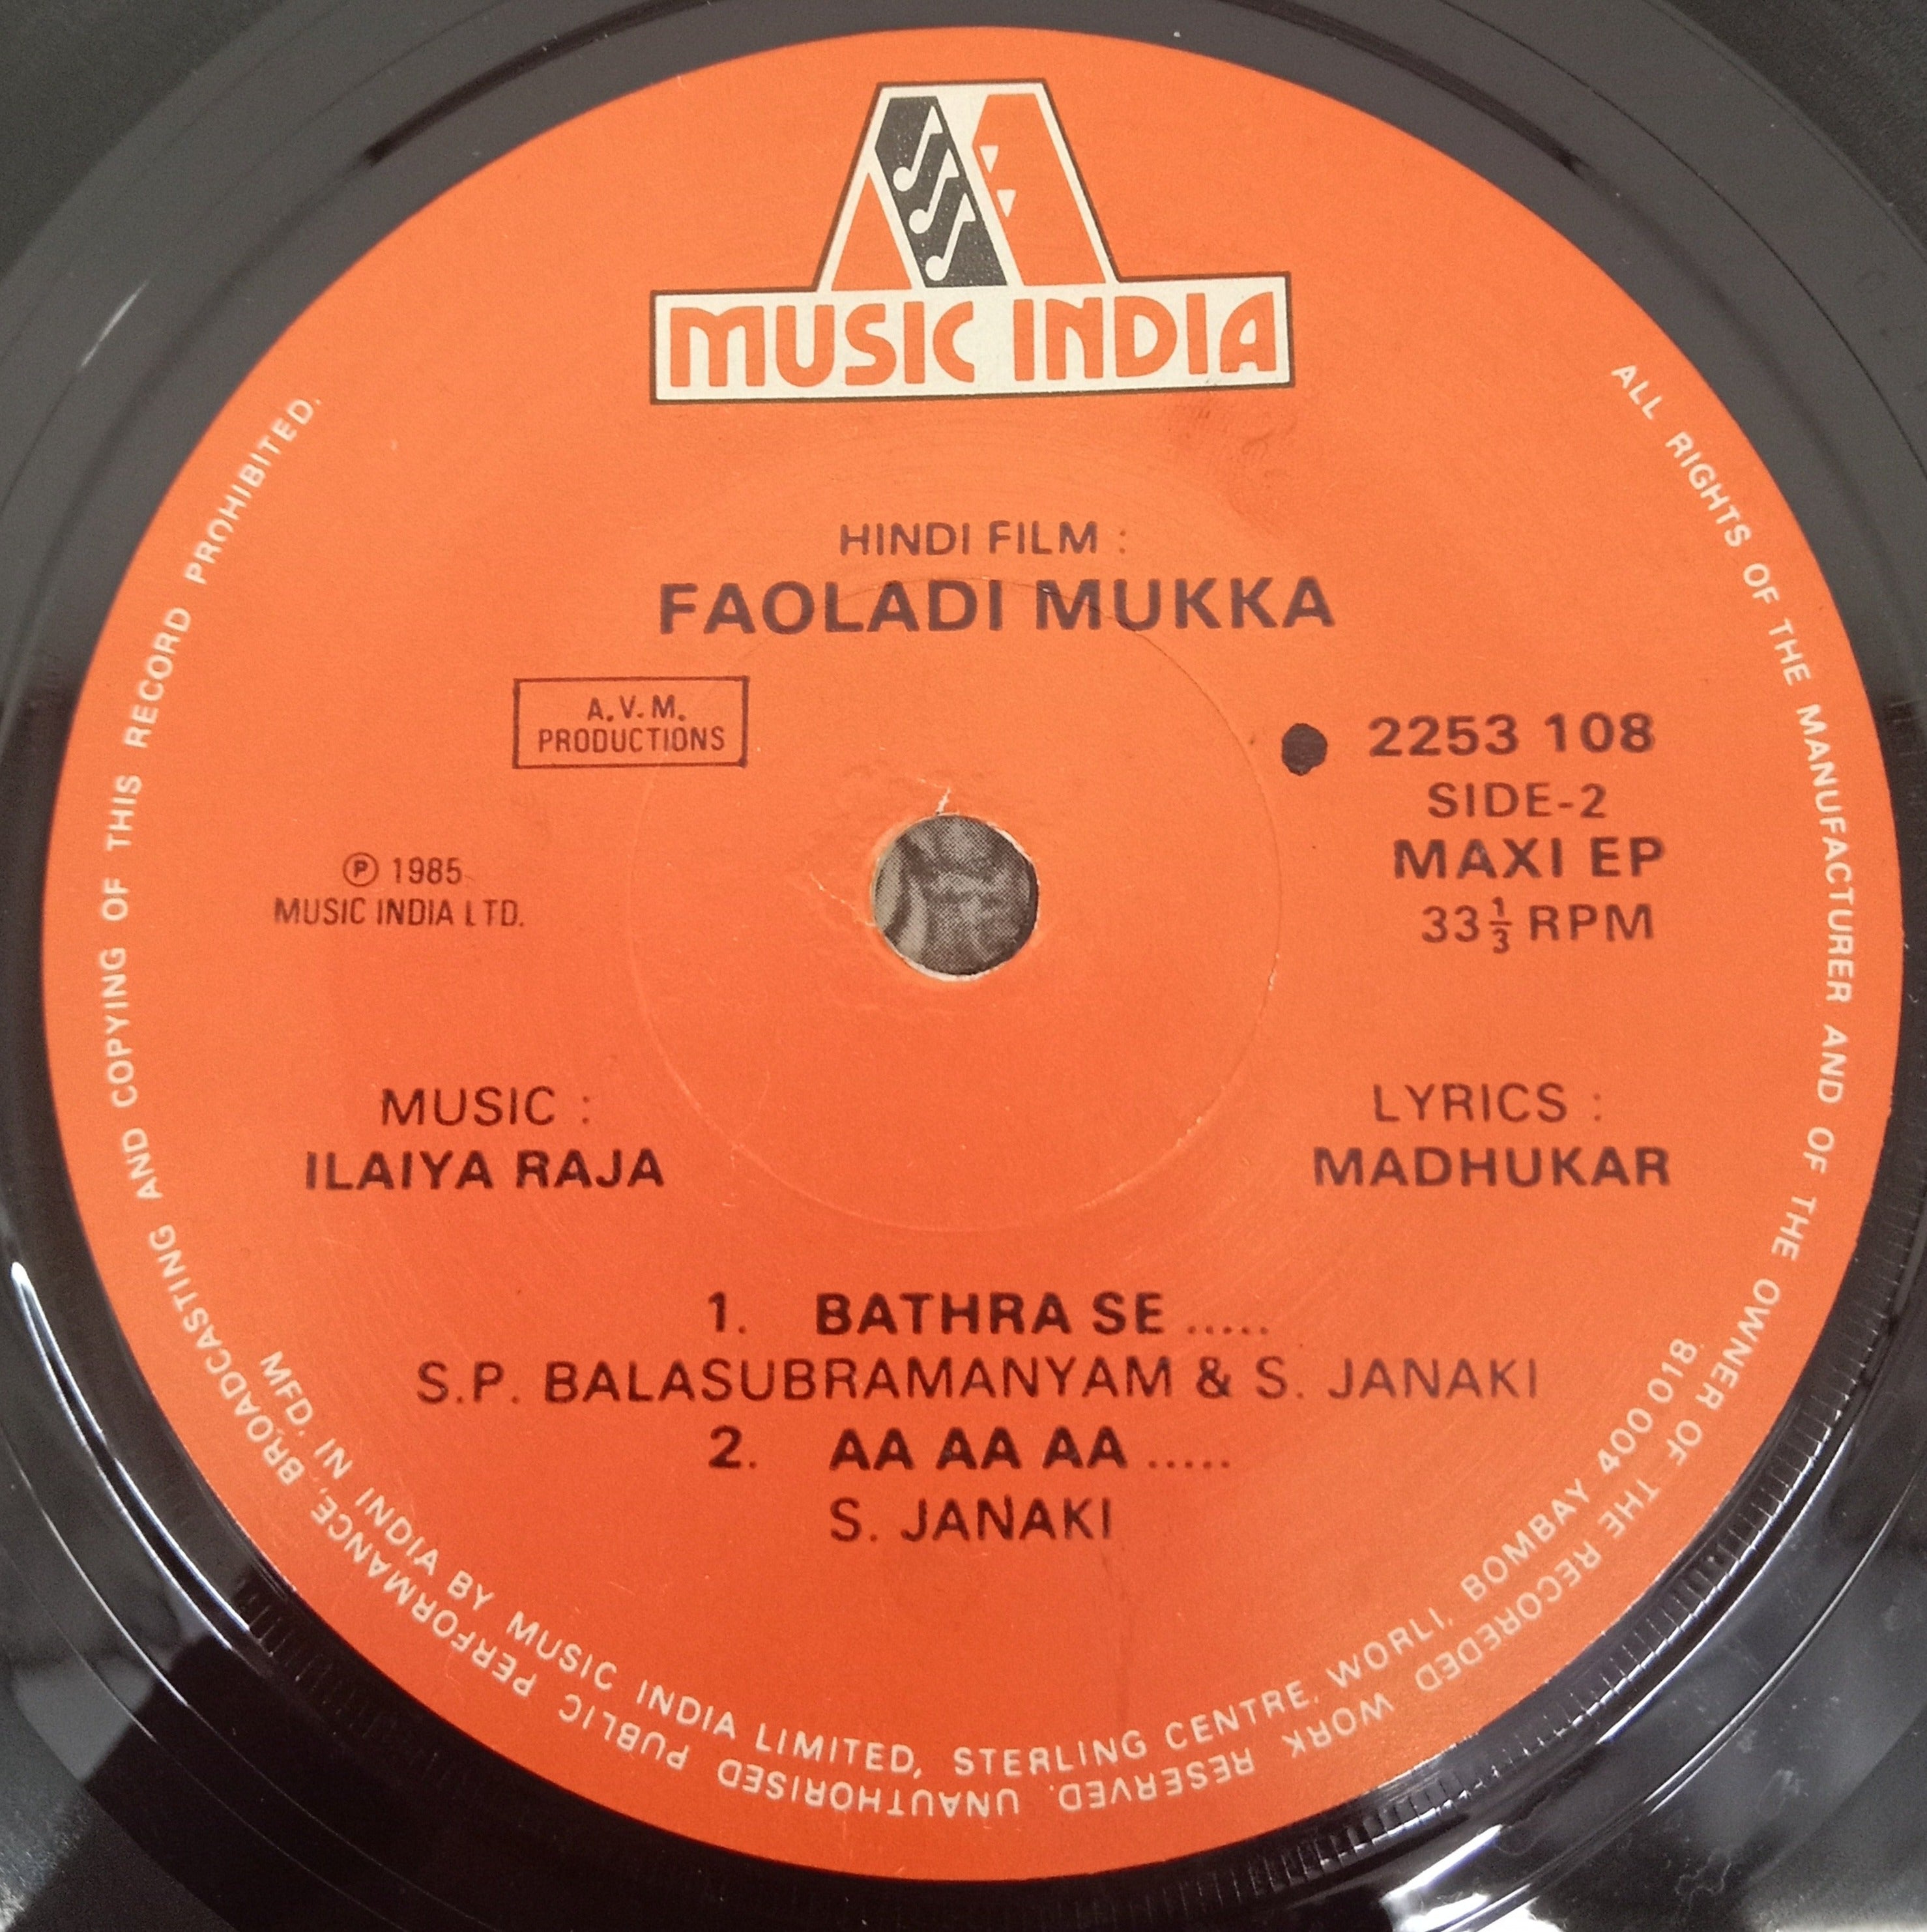 MUSIC INDIA
HINDI FILM :
FAOLADI MUKKA
A. V. M.
PRODUCTIONS
2253 108
SIDE-2
MAXI EP
33 1/3 RPM
Ⓟ 1985
MUSIC INDIA LTD.
MUSIC :
ILAIYA RAJA
LYRICS :
MADHUKAR
1. BATHRA SE .....
S.P. BALASUBRAMANYAM & S. JANAKI
2. AA AA AA .....
S. JANAKI
MFD. IN INDIA BY MUSIC INDIA LIMITED, STERLING CENTRE, WORLI, BOMBAY 400 018.
ALL RIGHTS OF THE MANUFACTURER AND OF THE OWNER OF THE RECOREDED WORK RESERVED. UNAUTHORISED PUBLIC PERFORMANCE, BROADCASTING AND COPYING OF THIS RECORD PROHIBITED.